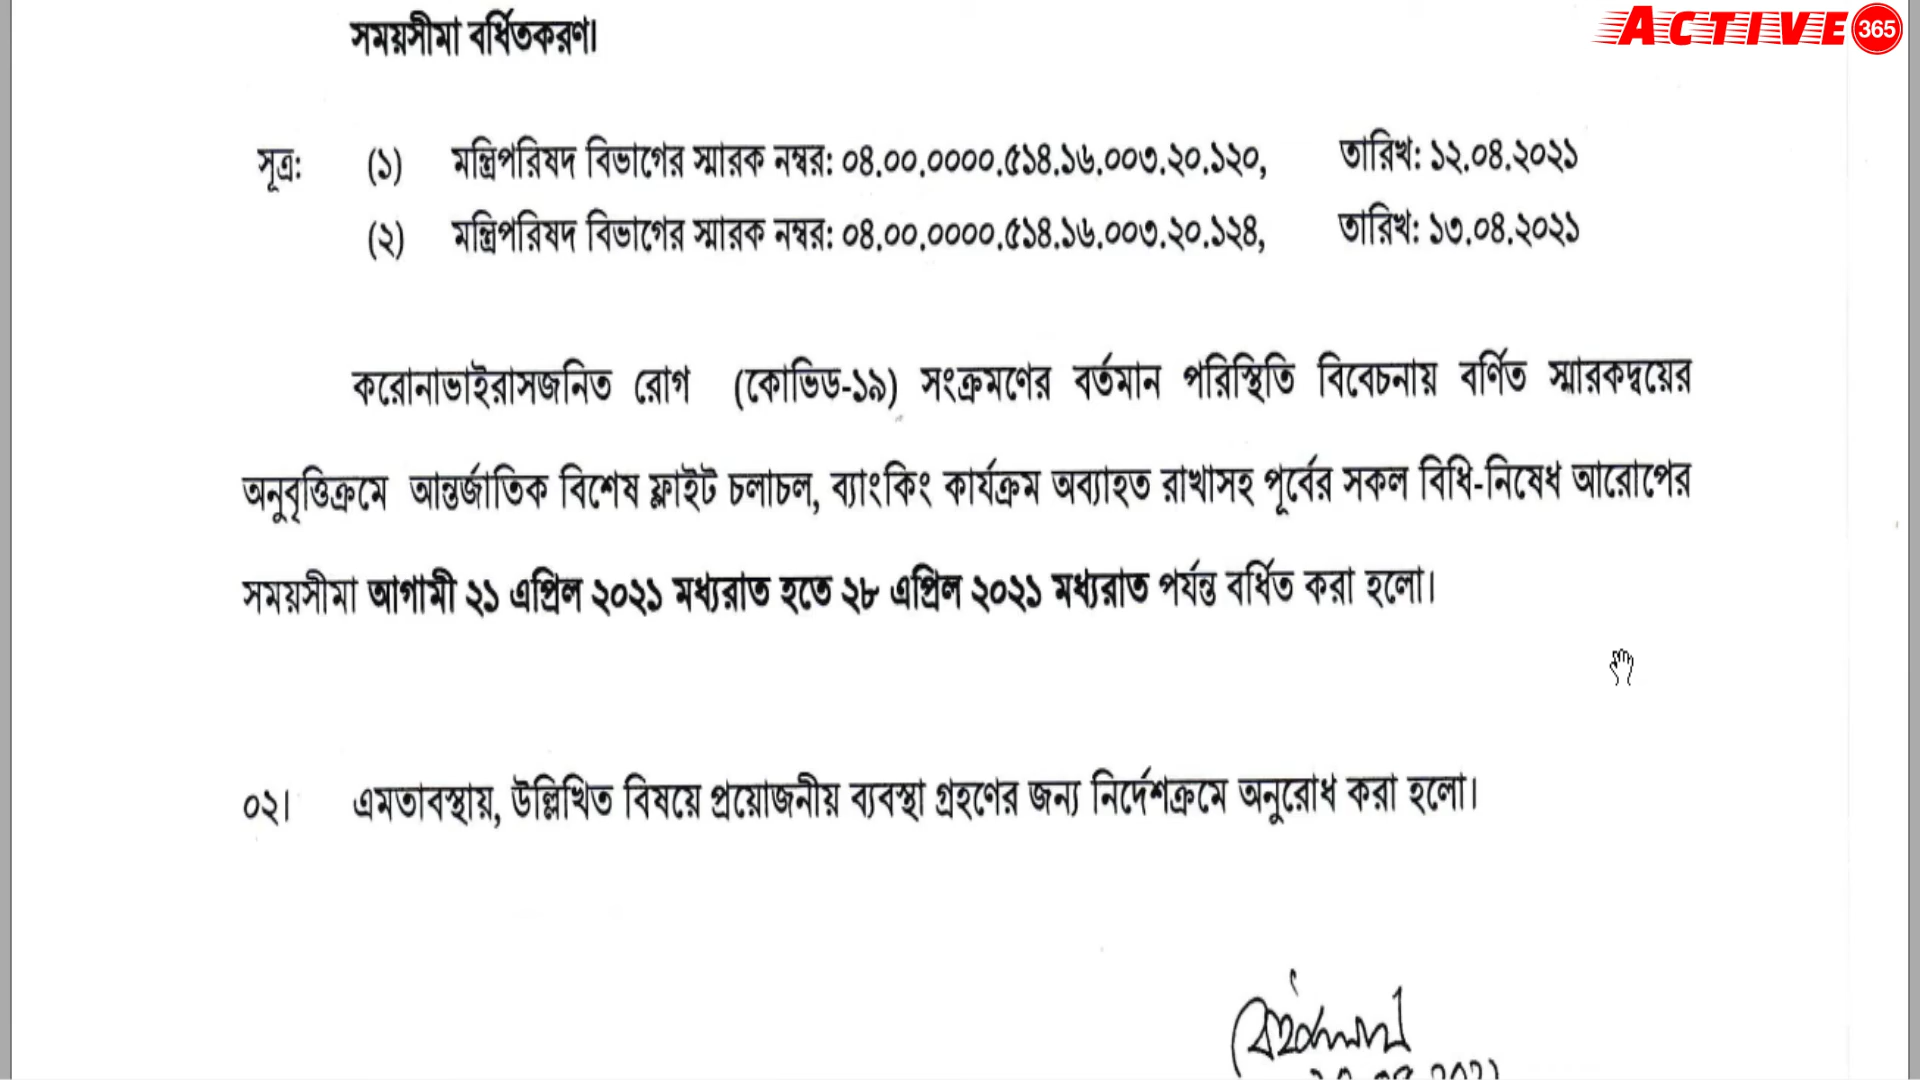 সময়সীমা বর্ধিতকরণ।
ACTIVE 365
সূত্র: (১) মন্ত্রিপরিষদ বিভাগের স্মারক নম্বর: ০৪.০০.০০০০.৫১৪.১৬.০০৩.২০.১২০, তারিখ: ১২.০৪.২০২১
(২) মন্ত্রিপরিষদ বিভাগের স্মারক নম্বর: ০৪.০০.০০০০.৫১৪.১৬.০০৩.২০.১২৪, তারিখ: ১৩.০৪.২০২১
করোনাভাইরাসজনিত রোগ (কোভিড-১৯) সংক্রমণের বর্তমান পরিস্থিতি বিবেচনায় বর্ণিত স্মারকদ্বয়ের
অনুবৃত্তিক্রমে আন্তর্জাতিক বিশেষ ফ্লাইট চলাচল, ব্যাংকিং কার্যক্রম অব্যাহত রাখাসহ পূর্বের সকল বিধি-নিষেধ আরোপের
সময়সীমা আগামী ২১ এপ্রিল ২০২১ মধ্যরাত হতে ২৮ এপ্রিল ২০২১ মধ্যরাত পর্যন্ত বর্ধিত করা হলো।
০২। এমতাবস্থায়, উল্লিখিত বিষয়ে প্রয়োজনীয় ব্যবস্থা গ্রহণের জন্য নির্দেশক্রমে অনুরোধ করা হলো।